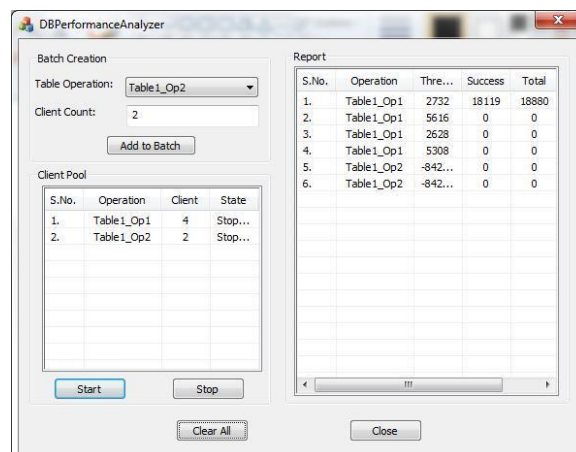 DBPerformanceAnalyzer
Batch Creation
Table Operation: Table1_Op2
Client Count: 2
Add to Batch
Client Pool
S.No. Operation Client State
1. Table1_Op1 4 Stop...
2. Table1_Op2 2 Stop...
Start Stop
Report
S.No. Operation Thre... Success Total
1. Table1_Op1 2732 18119 18880
2. Table1_Op1 5616 0 0
3. Table1_Op1 2628 0 0
4. Table1_Op1 5308 0 0
5. Table1_Op2 -842... 0 0
6. Table1_Op2 -842... 0 0
Clear All Close